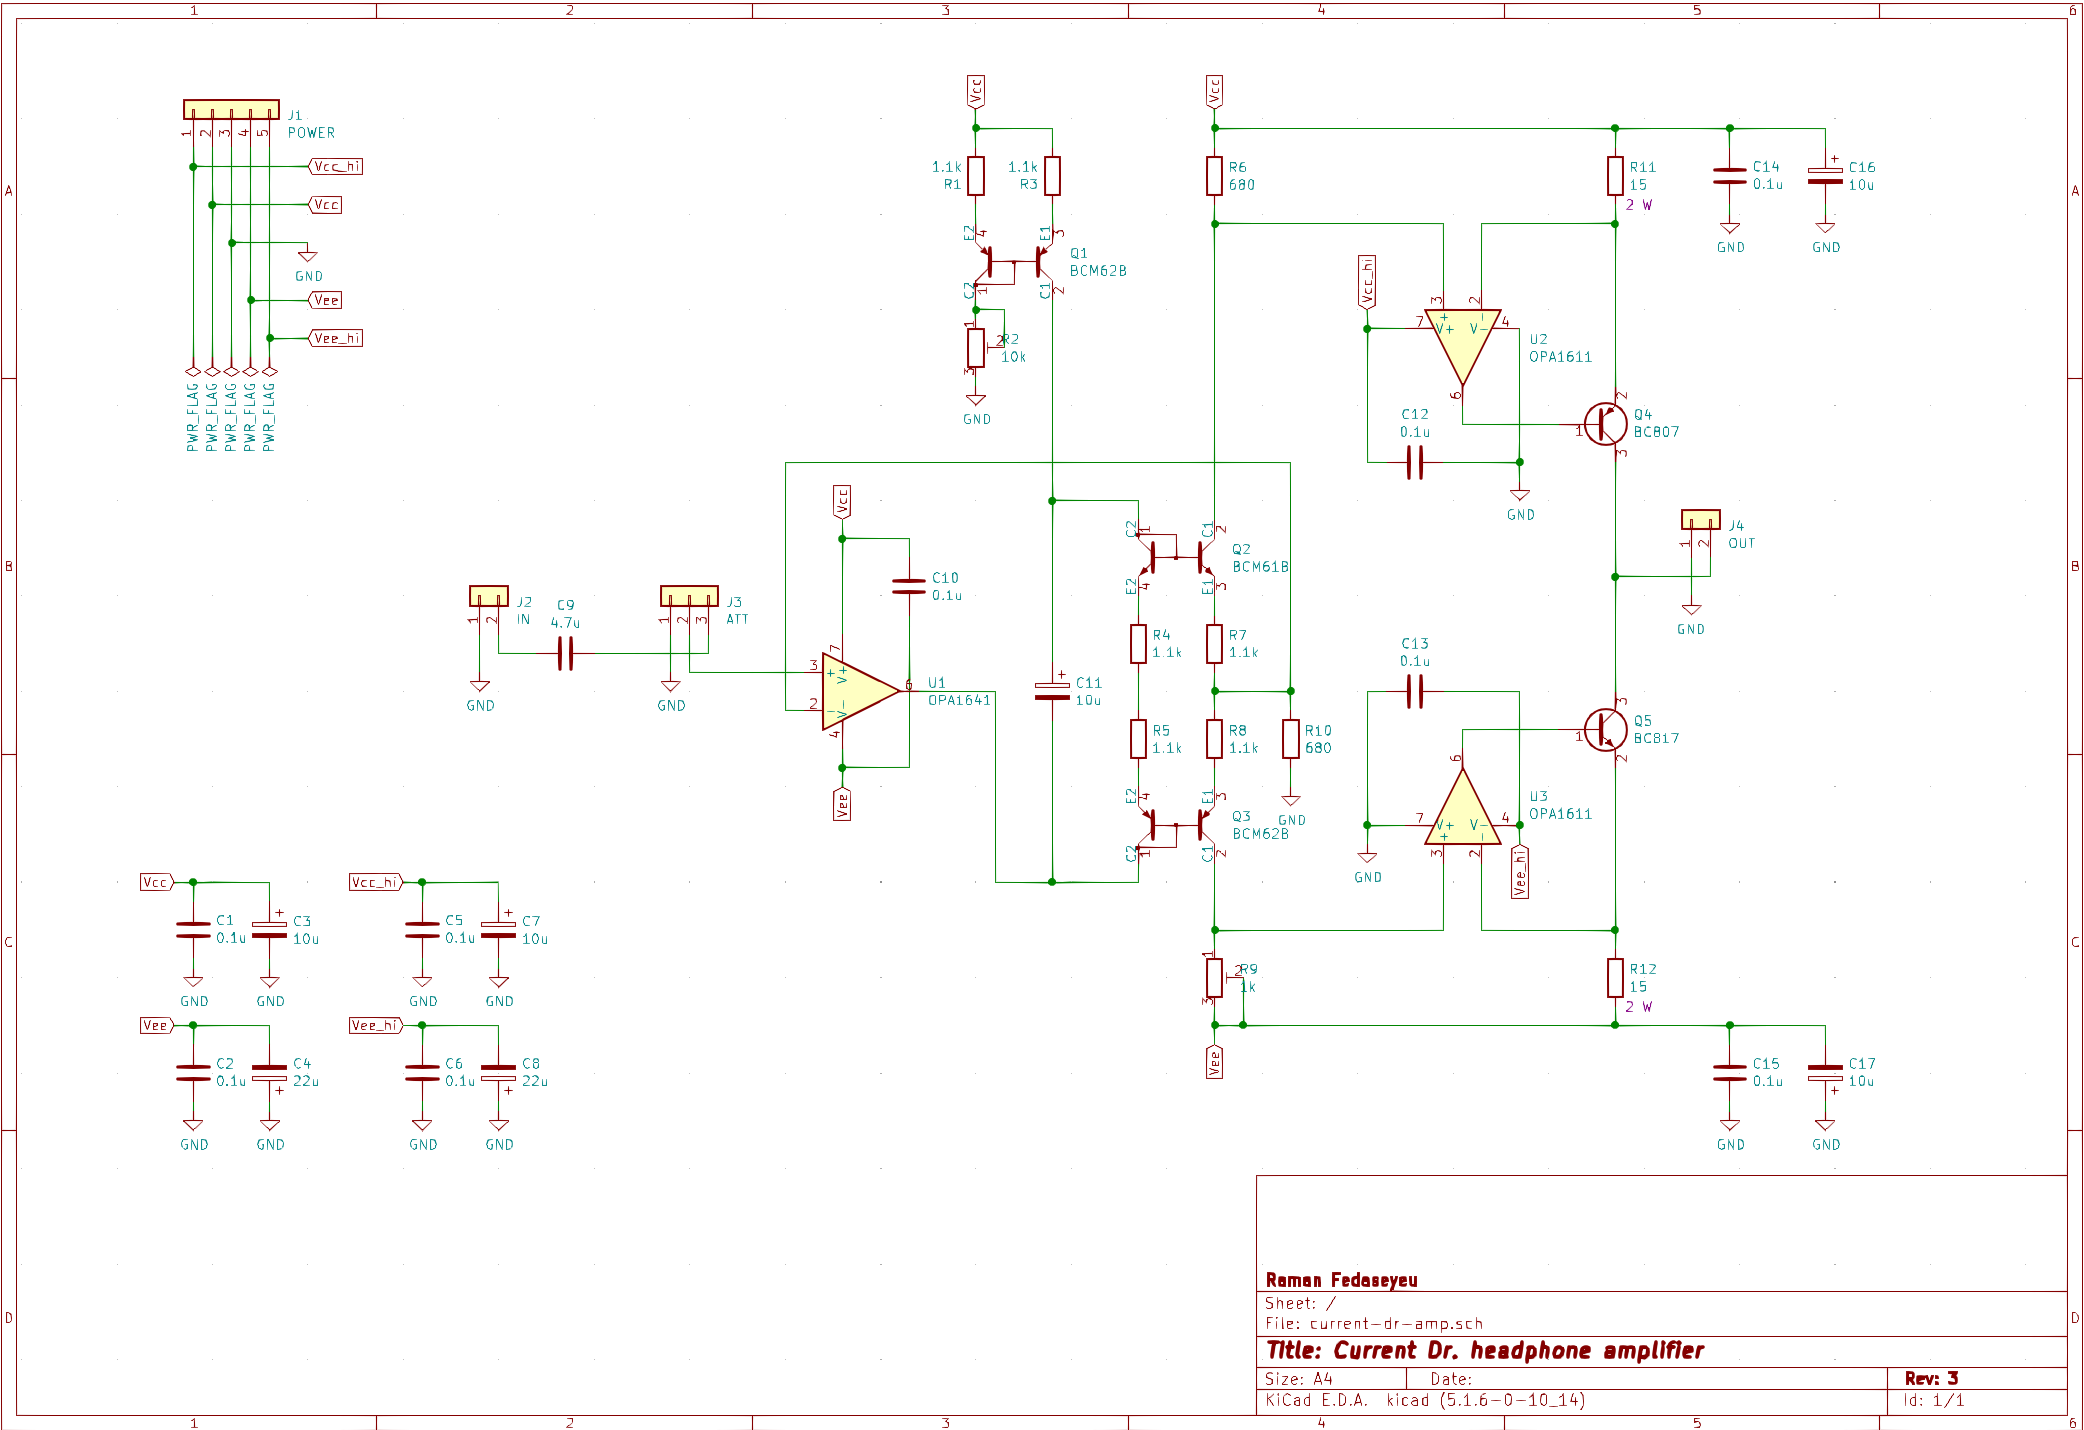 1 2 3 4 5 6
A A
B B
C C
D D
1 2 3 4 5 6
J1
POWER
1 2 3 4 5
Vcc_hi
Vcc
GND
Vee
Vee_hi
PWR_FLAG PWR_FLAG PWR_FLAG PWR_FLAG PWR_FLAG
Vcc
1.1k
R1
1.1k
R3
E2 4
E1 3
Q1
BCM62B
C2 1
C1 2
1
2
3
R2
10k
GND
Vcc
R6
680
R11
15
2 W
C14
0.1u
GND
+
C16
10u
GND
Vcc_hi
3 2
+ -
7 V+ V- 4
6
U2
OPA1611
C12
0.1u
GND
2
1
3
Q4
BC807
J4
OUT
1 2
GND
J2
IN
1 2
GND
C9
4.7u
J3
ATT
1 2 3
GND
Vcc
C10
0.1u
7
3 +
V+
2 -
V-
4
6
U1
OPA1641
Vee
+
C11
10u
C2 1
C1 2
Q2
BCM61B
E2 4
E1 3
R4
1.1k
R7
1.1k
R5
1.1k
R8
1.1k
R10
680
GND
E2 4
E1 3
Q3
BCM62B
C2 1
C1 2
C13
0.1u
3
1
2
Q5
BC817
6
U3
OPA1611
7 V+ V- 4
+ -
3 2
GND
Vee_hi
1
2
3
R9
1k
Vee
R12
15
2 W
C15
0.1u
GND
C17
10u
+
GND
Vcc
C1
0.1u
GND
+
C3
10u
GND
Vcc_hi
C5
0.1u
GND
+
C7
10u
GND
Vee
C2
0.1u
GND
C4
22u
+
GND
Vee_hi
C6
0.1u
GND
C8
22u
+
GND
Raman Fedaseyeu
Sheet: /
File: current-dr-amp.sch
Title: Current Dr. headphone amplifier
Size: A4 Date: Rev: 3
KiCad E.D.A. kicad (5.1.6-0-10_14) Id: 1/1